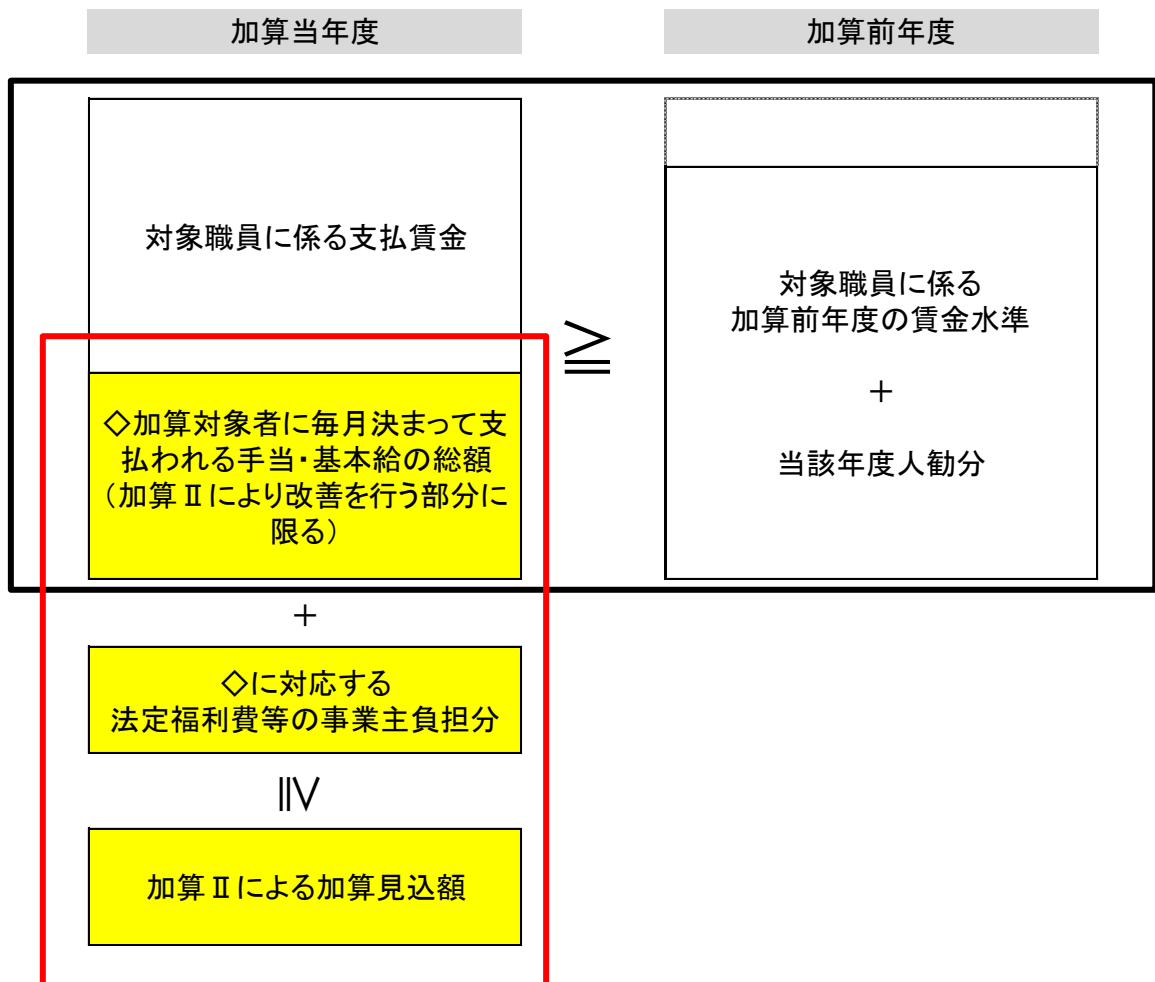 加算当年度
加算前年度
対象職員に係る支払賃金
◇加算対象者に毎月決まって支
払われる手当・基本給の総額
（加算Ⅱにより改善を行う部分に
限る）
≧
対象職員に係る
加算前年度の賃金水準
＋
当該年度人勧分
＋
◇に対応する
法定福利費等の事業主負担分
≧
加算Ⅱによる加算見込額